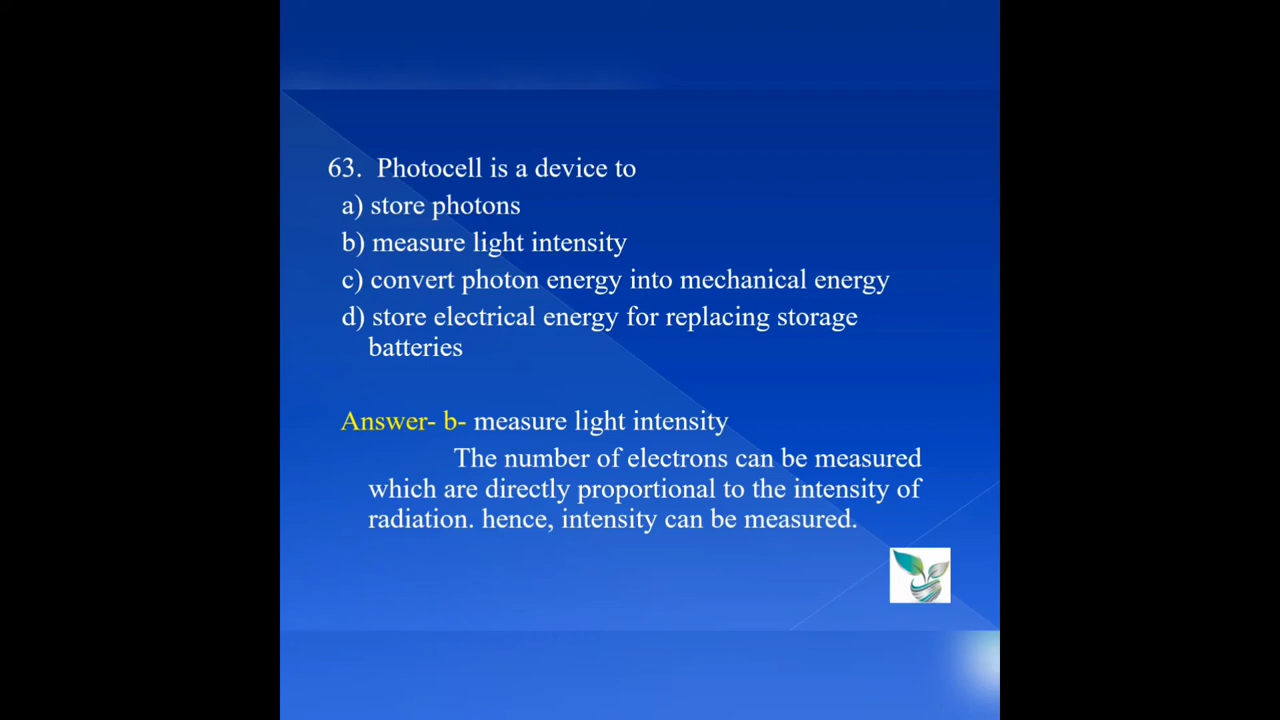 63.  Photocell is a device to
a) store photons
b) measure light intensity
c) convert photon energy into mechanical energy
d) store electrical energy for replacing storage
batteries
Answer- b- measure light intensity
The number of electrons can be measured
which are directly proportional to the intensity of
radiation. hence, intensity can be measured.